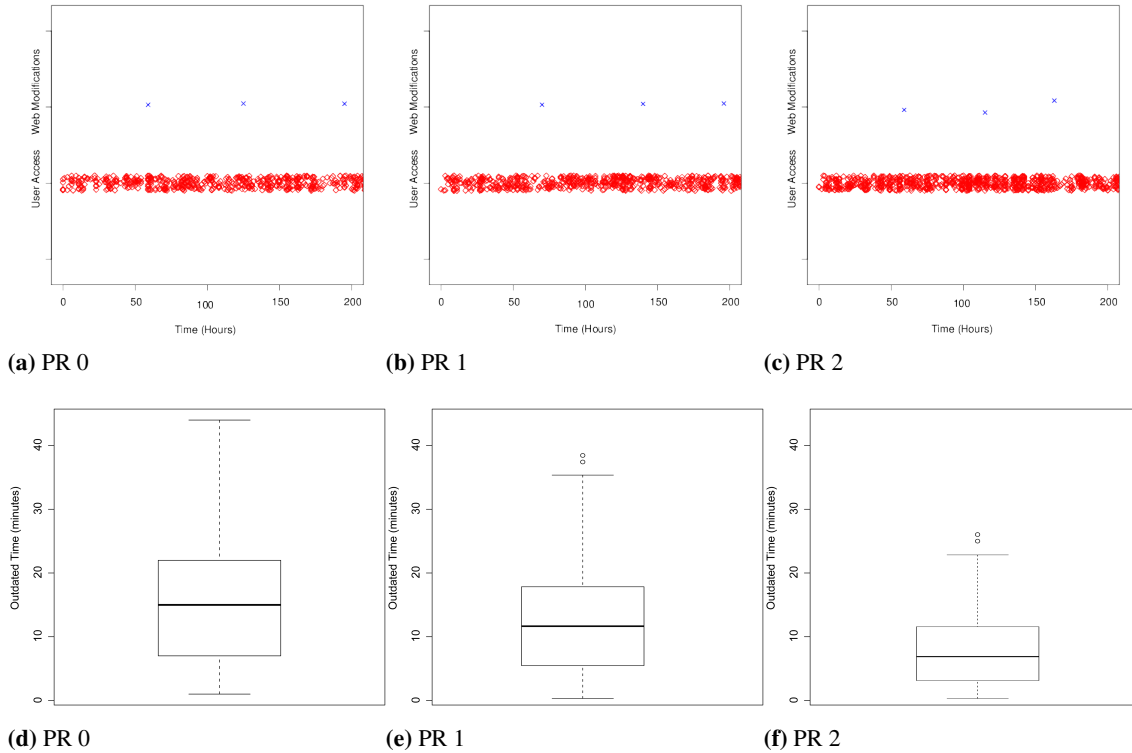 User Access Web Modifications
0 50 100 150 200
Time (Hours)
(a) PR 0
User Access Web Modifications
0 50 100 150 200
Time (Hours)
(b) PR 1
User Access Web Modifications
0 50 100 150 200
Time (Hours)
(c) PR 2
Outdated Time (minutes)
0 10 20 30 40
(d) PR 0
Outdated Time (minutes)
0 10 20 30 40
(e) PR 1
Outdated Time (minutes)
0 10 20 30 40
(f) PR 2